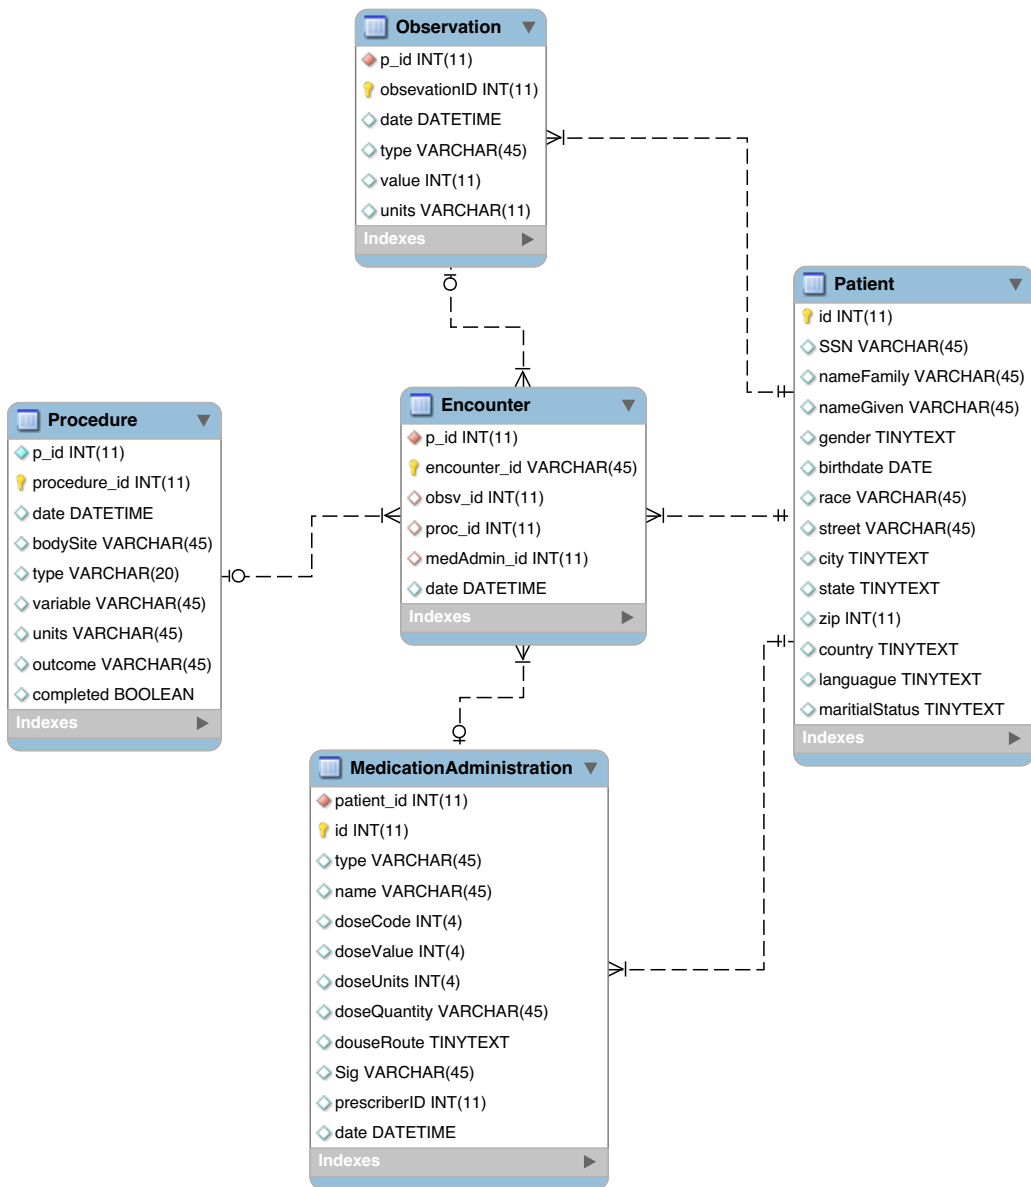 Observation
p_id INT(11)
obsevationID INT(11)
date DATETIME
type VARCHAR(45)
value INT(11)
units VARCHAR(11)
Indexes
Patient
id INT(11)
SSN VARCHAR(45)
nameFamily VARCHAR(45)
nameGiven VARCHAR(45)
gender TINYTEXT
birthdate DATE
race VARCHAR(45)
street VARCHAR(45)
city TINYTEXT
state TINYTEXT
zip INT(11)
country TINYTEXT
languague TINYTEXT
maritialStatus TINYTEXT
Indexes
Encounter
p_id INT(11)
encounter_id VARCHAR(45)
obsv_id INT(11)
proc_id INT(11)
medAdmin_id INT(11)
date DATETIME
Indexes
Procedure
p_id INT(11)
procedure_id INT(11)
date DATETIME
bodySite VARCHAR(45)
type VARCHAR(20)
variable VARCHAR(45)
units VARCHAR(45)
outcome VARCHAR(45)
completed BOOLEAN
Indexes
MedicationAdministration
patient_id INT(11)
id INT(11)
type VARCHAR(45)
name VARCHAR(45)
doseCode INT(4)
doseValue INT(4)
doseUnits INT(4)
doseQuantity VARCHAR(45)
douseRoute TINYTEXT
Sig VARCHAR(45)
prescriberID INT(11)
date DATETIME
Indexes